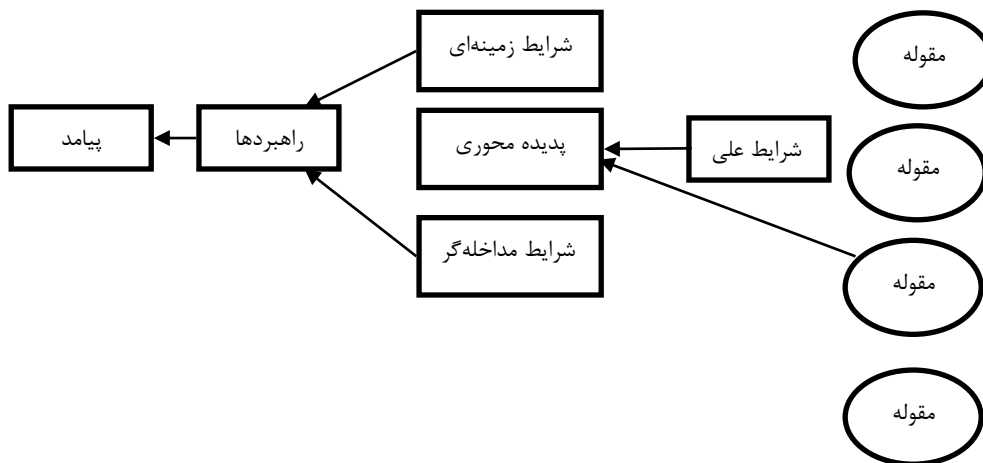 مقوله
شرایط زمینه‌ای
شرایط علی
پدیده محوری
راهبردها
پیامد
مقوله
شرایط مداخله‌گر
مقوله
مقوله